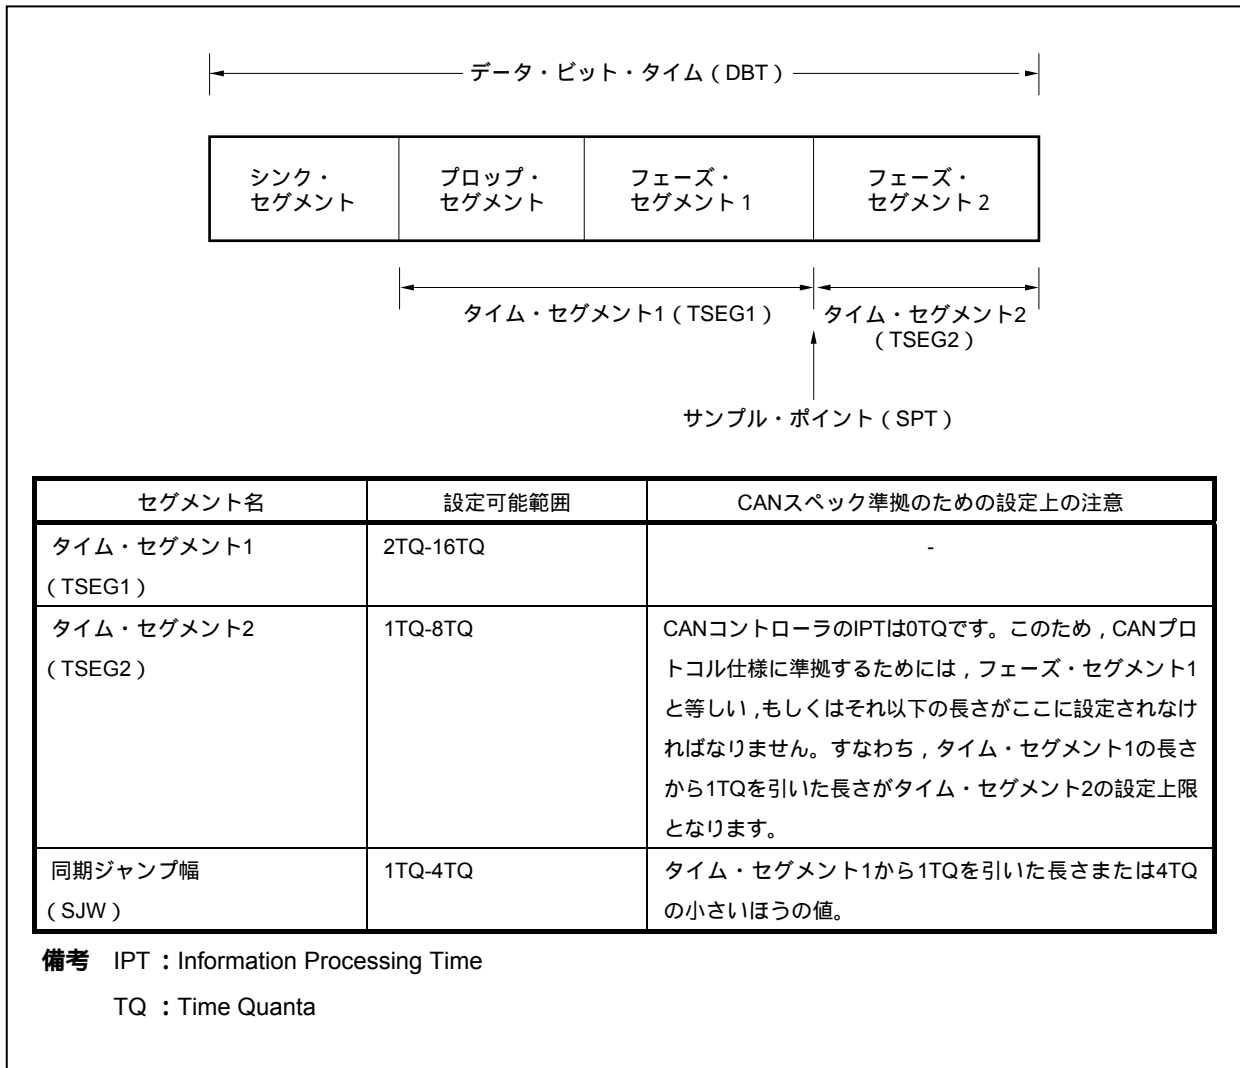 データ・ビット・タイム（DBT）
シンク・
セグメント
プロップ・
セグメント
フェーズ・
セグメント1
フェーズ・
セグメント2
タイム・セグメント1（TSEG1）
タイム・セグメント2
（TSEG2）
サンプル・ポイント（SPT）
セグメント名 設定可能範囲 CANスペック準拠のための設定上の注意
タイム・セグメント1 2TQ-16TQ -
（TSEG1）
タイム・セグメント2 1TQ-8TQ CANコントローラのIPTは0TQです。このため，CANプロ
（TSEG2） トコル仕様に準拠するためには，フェーズ・セグメント1
と等しい，もしくはそれ以下の長さがここに設定されなけ
ればなりません。すなわち，タイム・セグメント1の長さ
から1TQを引いた長さがタイム・セグメント2の設定上限
となります。
同期ジャンプ幅 1TQ-4TQ タイム・セグメント1から1TQを引いた長さまたは4TQ
（SJW） の小さいほうの値。
備考 IPT：Information Processing Time
TQ：Time Quanta